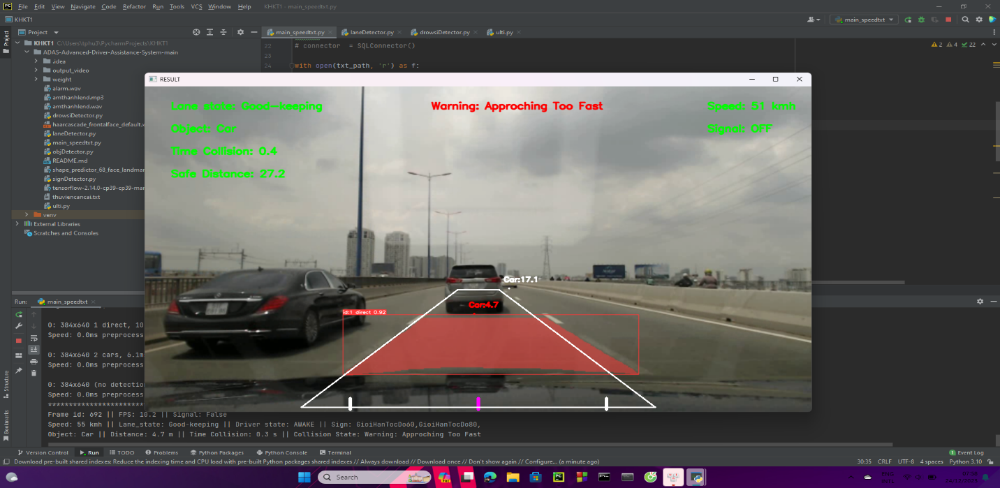 File Edit View Navigate Code Refactor Run Tools VCS Window Help KHKT1 - main_speedtxt.py
KHKT1
main_speedtxt
Project
main_speedtxt.py
laneDetector.py
drowsiDetector.py
ulti.py
KHKT1 C:\Users\tphu3\PycharmProjects\KHKT1
ADAS-Advanced-Driver-Assistance-System-main
.idea
output_video
weight
alarm.wav
amthanhlend.mp3
amthanhlend.wav
drowsiDetector.py
haarcascade_frontalface_default.x
laneDetector.py
main_speedtxt.py
objDetector.py
README.md
shape_predictor_68_face_landmar
signDetector.py
tensorflow-2.14.0-cp39-cp39-mar
thuviencancai.txt
ulti.py
venv
External Libraries
Scratches and Consoles
22 # connector = SQLConnector()
23
24 with open(txt_path, 'r') as f:
2 4 22
RESULT
Lane state: Good-keeping
Object: Car
Time Collision: 0.4
Safe Distance: 27.2
Warning: Approching Too Fast
Speed: 51 kmh
Signal: OFF
Car:17.1
Car:4.7
id:1 direct 0.92
Run: main_speedtxt
0: 384x640 1 direct, 10
Speed: 0.0ms preprocess
0: 384x640 2 cars, 6.1m
Speed: 0.0ms preprocess
0: 384x640 (no detectio
Speed: 0.0ms preprocess
Frame id: 692 || FPS: 10.2 || Signal: False
Speed: 55 kmh || Lane_state: Good-keeping || Driver state: AWAKE || Sign: GioiHanTocDo60,GioiHanTocDo80,
Object: Car || Distance: 4.7 m || Time Collision: 0.3 s || Collision State: Warning: Approching Too Fast
Project
Structure
Bookmarks
Version Control Run TODO Problems Python Packages Python Console Terminal
Event Log
Download pre-built shared indexes: Reduce the indexing time and CPU load with pre-built Python packages shared indexes // Always download // Download once // Don't show again // Configure... (a minute ago)
30:35 CRLF UTF-8 4 spaces Python 3.10
Search
ENG
INTL